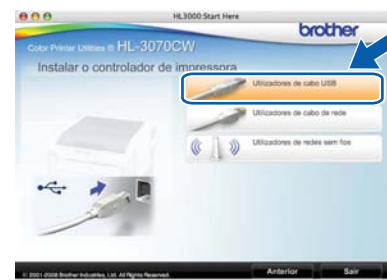 HL3000 Start Here
brother
Color Printer Utilities © HL-3070CW
Instalar o controlador de impressora
Utilizadores de cabo USB
Utilizadores de cabo de rede
Utilizadores de redes sem fios
© 2001-2008 Brother Industries, Ltd. All Rights Reserved.
Anterior
Sair